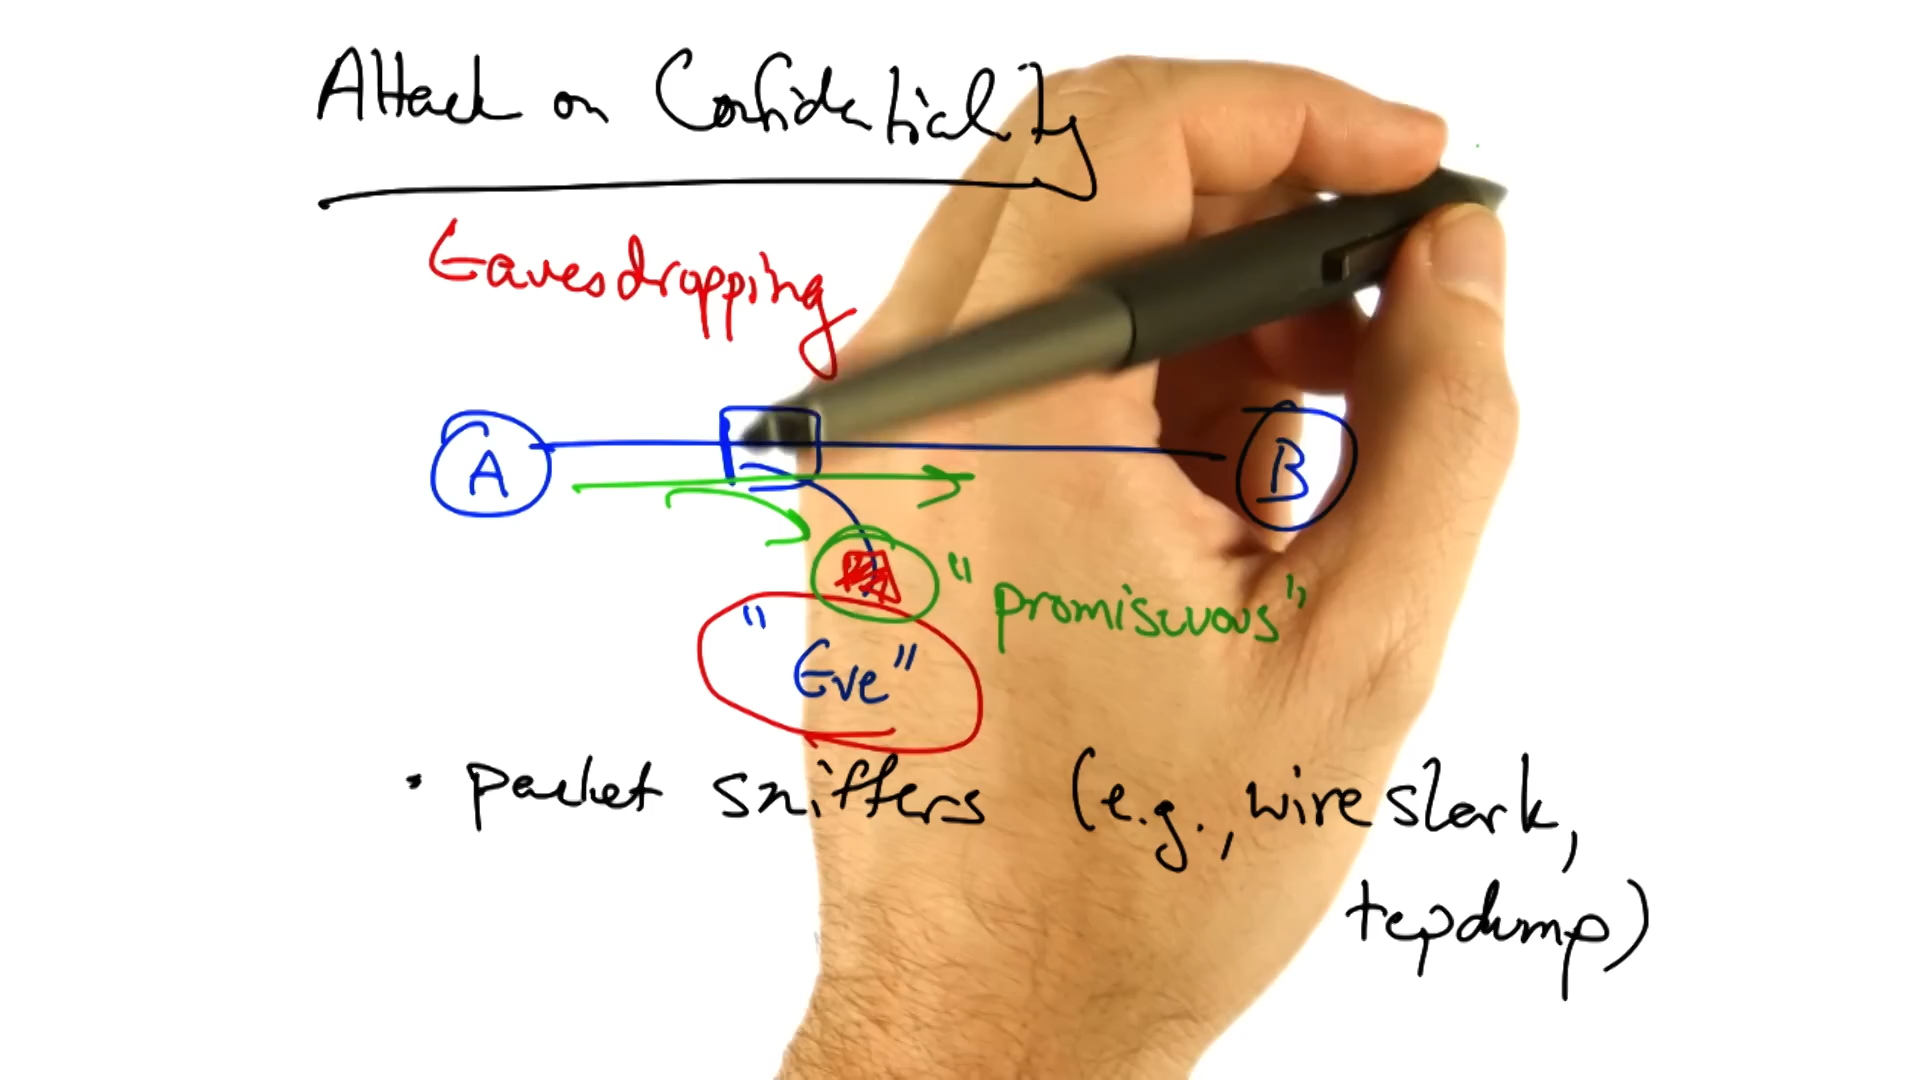 Attack on Confidentiality
Eavesdropping
A
B
"promiscuous"
"Eve"
• packet sniffers (e.g., wireshark,
tcpdump)